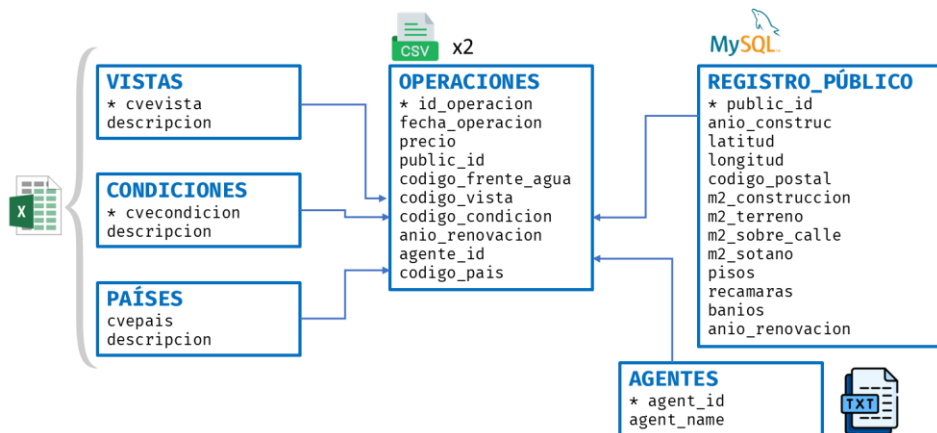 VISTAS
* cvevista
descripcion
CONDICIONES
* cvecondicion
descripcion
PAÍSES
cvepais
descripcion
X
CSV
x2
OPERACIONES
* id_operacion
fecha_operacion
precio
public_id
codigo_frente_agua
codigo_vista
codigo_condicion
anio_renovacion
agente_id
codigo_pais
MySQL
REGISTRO_PÚBLICO
* public_id
anio_construc
latitud
longitud
codigo_postal
m2_construccion
m2_terreno
m2_sobre_calle
m2_sotano
pisos
recamaras
banios
anio_renovacion
AGENTES
* agent_id
agent_name
TXT